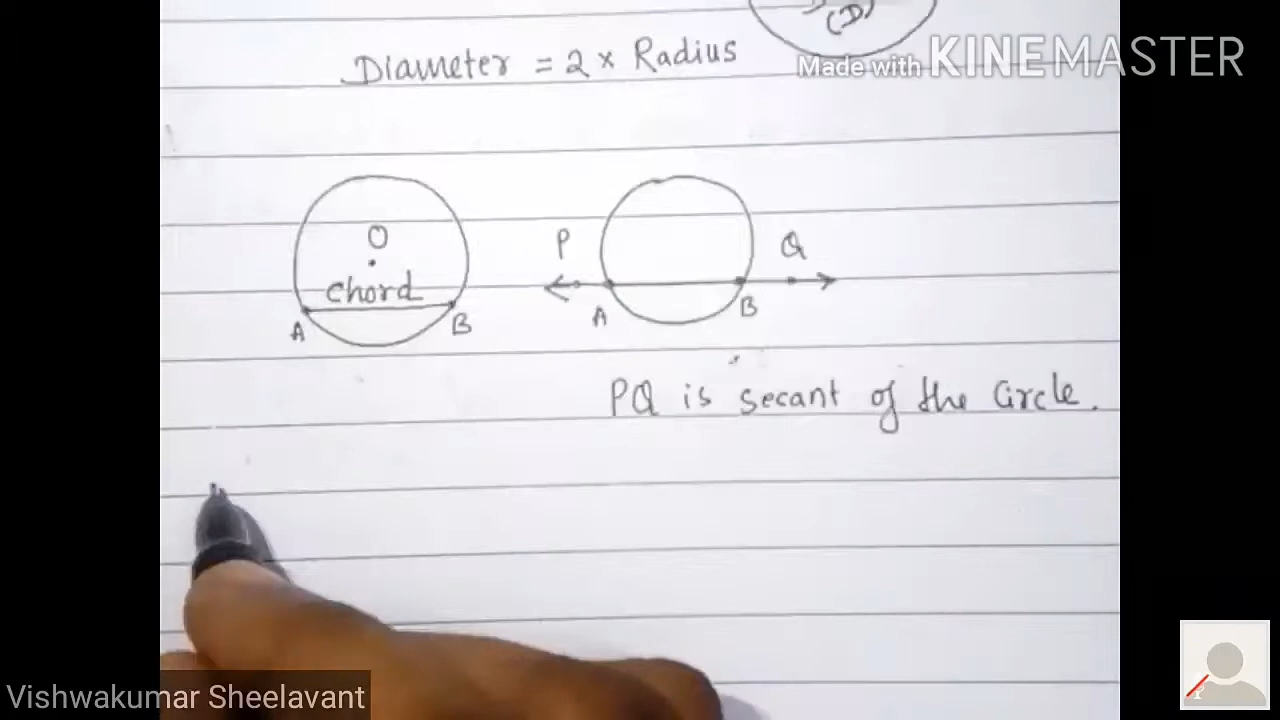 (D)
Made with KINEMASTER
Diameter = 2 × Radius
O
chord
A
B
P
Q
A
B
PQ is secant of the Circle.
Vishwakumar Sheelavant